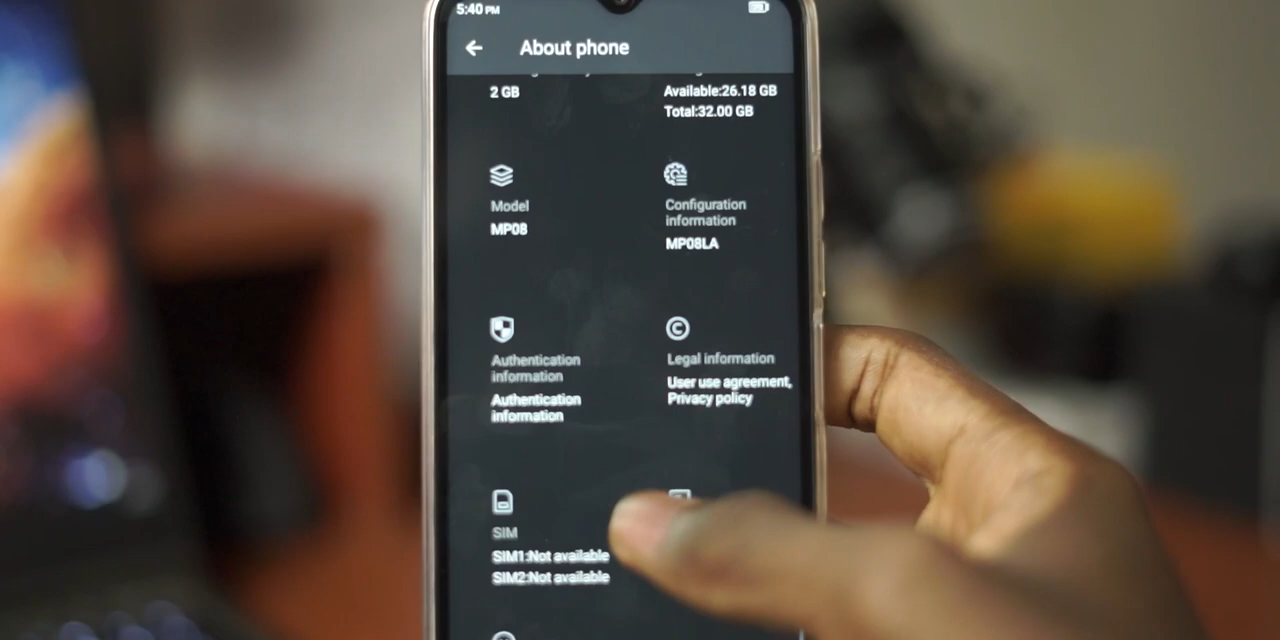 5:40 PM
About phone
2 GB
Available:26.18 GB
Total:32.00 GB
Model
MP08
Configuration
information
MP08LA
Authentication
information
Authentication
information
Legal information
User use agreement,
Privacy policy
SIM
SIM1:Not available
SIM2:Not available